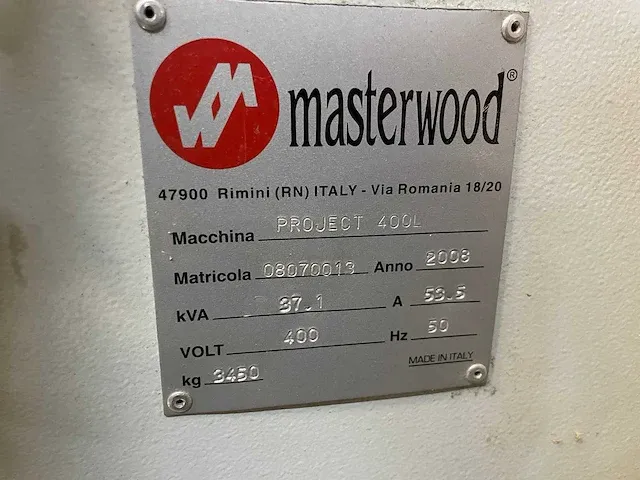 masterwood®
47900 Rimini (RN) ITALY - Via Romania 18/20
Macchina PROJECT 400L
Matricola 08070013 Anno 2008
kVA 37.1 A 53.5
VOLT 400 Hz 50
kg 3450 MADE IN ITALY